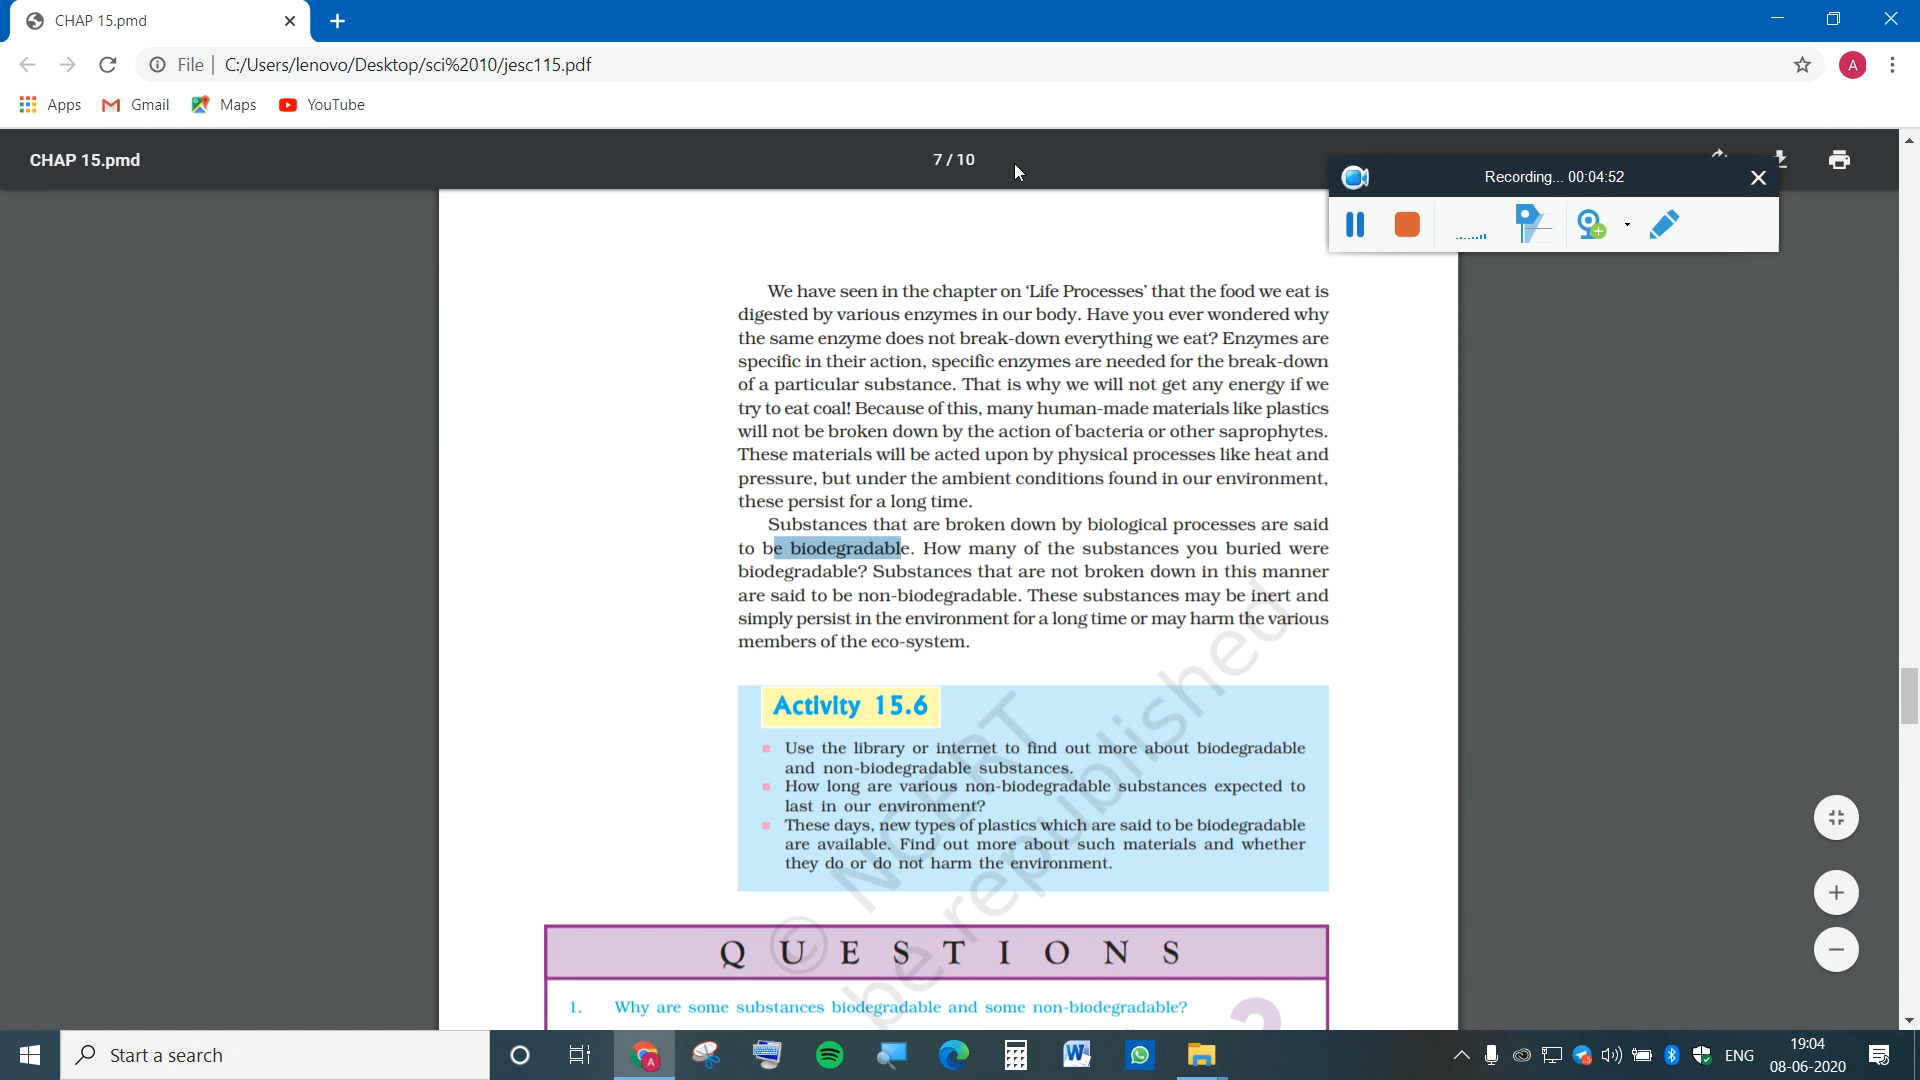 CHAP 15.pmd
File | C:/Users/lenovo/Desktop/sci%2010/jesc115.pdf
A
Apps Gmail Maps YouTube
CHAP 15.pmd
7 / 10
Recording... 00:04:52
We have seen in the chapter on ‘Life Processes’ that the food we eat is
digested by various enzymes in our body. Have you ever wondered why
the same enzyme does not break-down everything we eat? Enzymes are
specific in their action, specific enzymes are needed for the break-down
of a particular substance. That is why we will not get any energy if we
try to eat coal! Because of this, many human-made materials like plastics
will not be broken down by the action of bacteria or other saprophytes.
These materials will be acted upon by physical processes like heat and
pressure, but under the ambient conditions found in our environment,
these persist for a long time.
Substances that are broken down by biological processes are said
to be biodegradable. How many of the substances you buried were
biodegradable? Substances that are not broken down in this manner
are said to be non-biodegradable. These substances may be inert and
simply persist in the environment for a long time or may harm the various
members of the eco-system.
Activity 15.6
Use the library or internet to find out more about biodegradable
and non-biodegradable substances.
How long are various non-biodegradable substances expected to
last in our environment?
These days, new types of plastics which are said to be biodegradable
are available. Find out more about such materials and whether
they do or do not harm the environment.
© NCERT
be republished
QUESTIONS
1. Why are some substances biodegradable and some non-biodegradable?
?
Start a search
A
ENG
19:04
08-06-2020